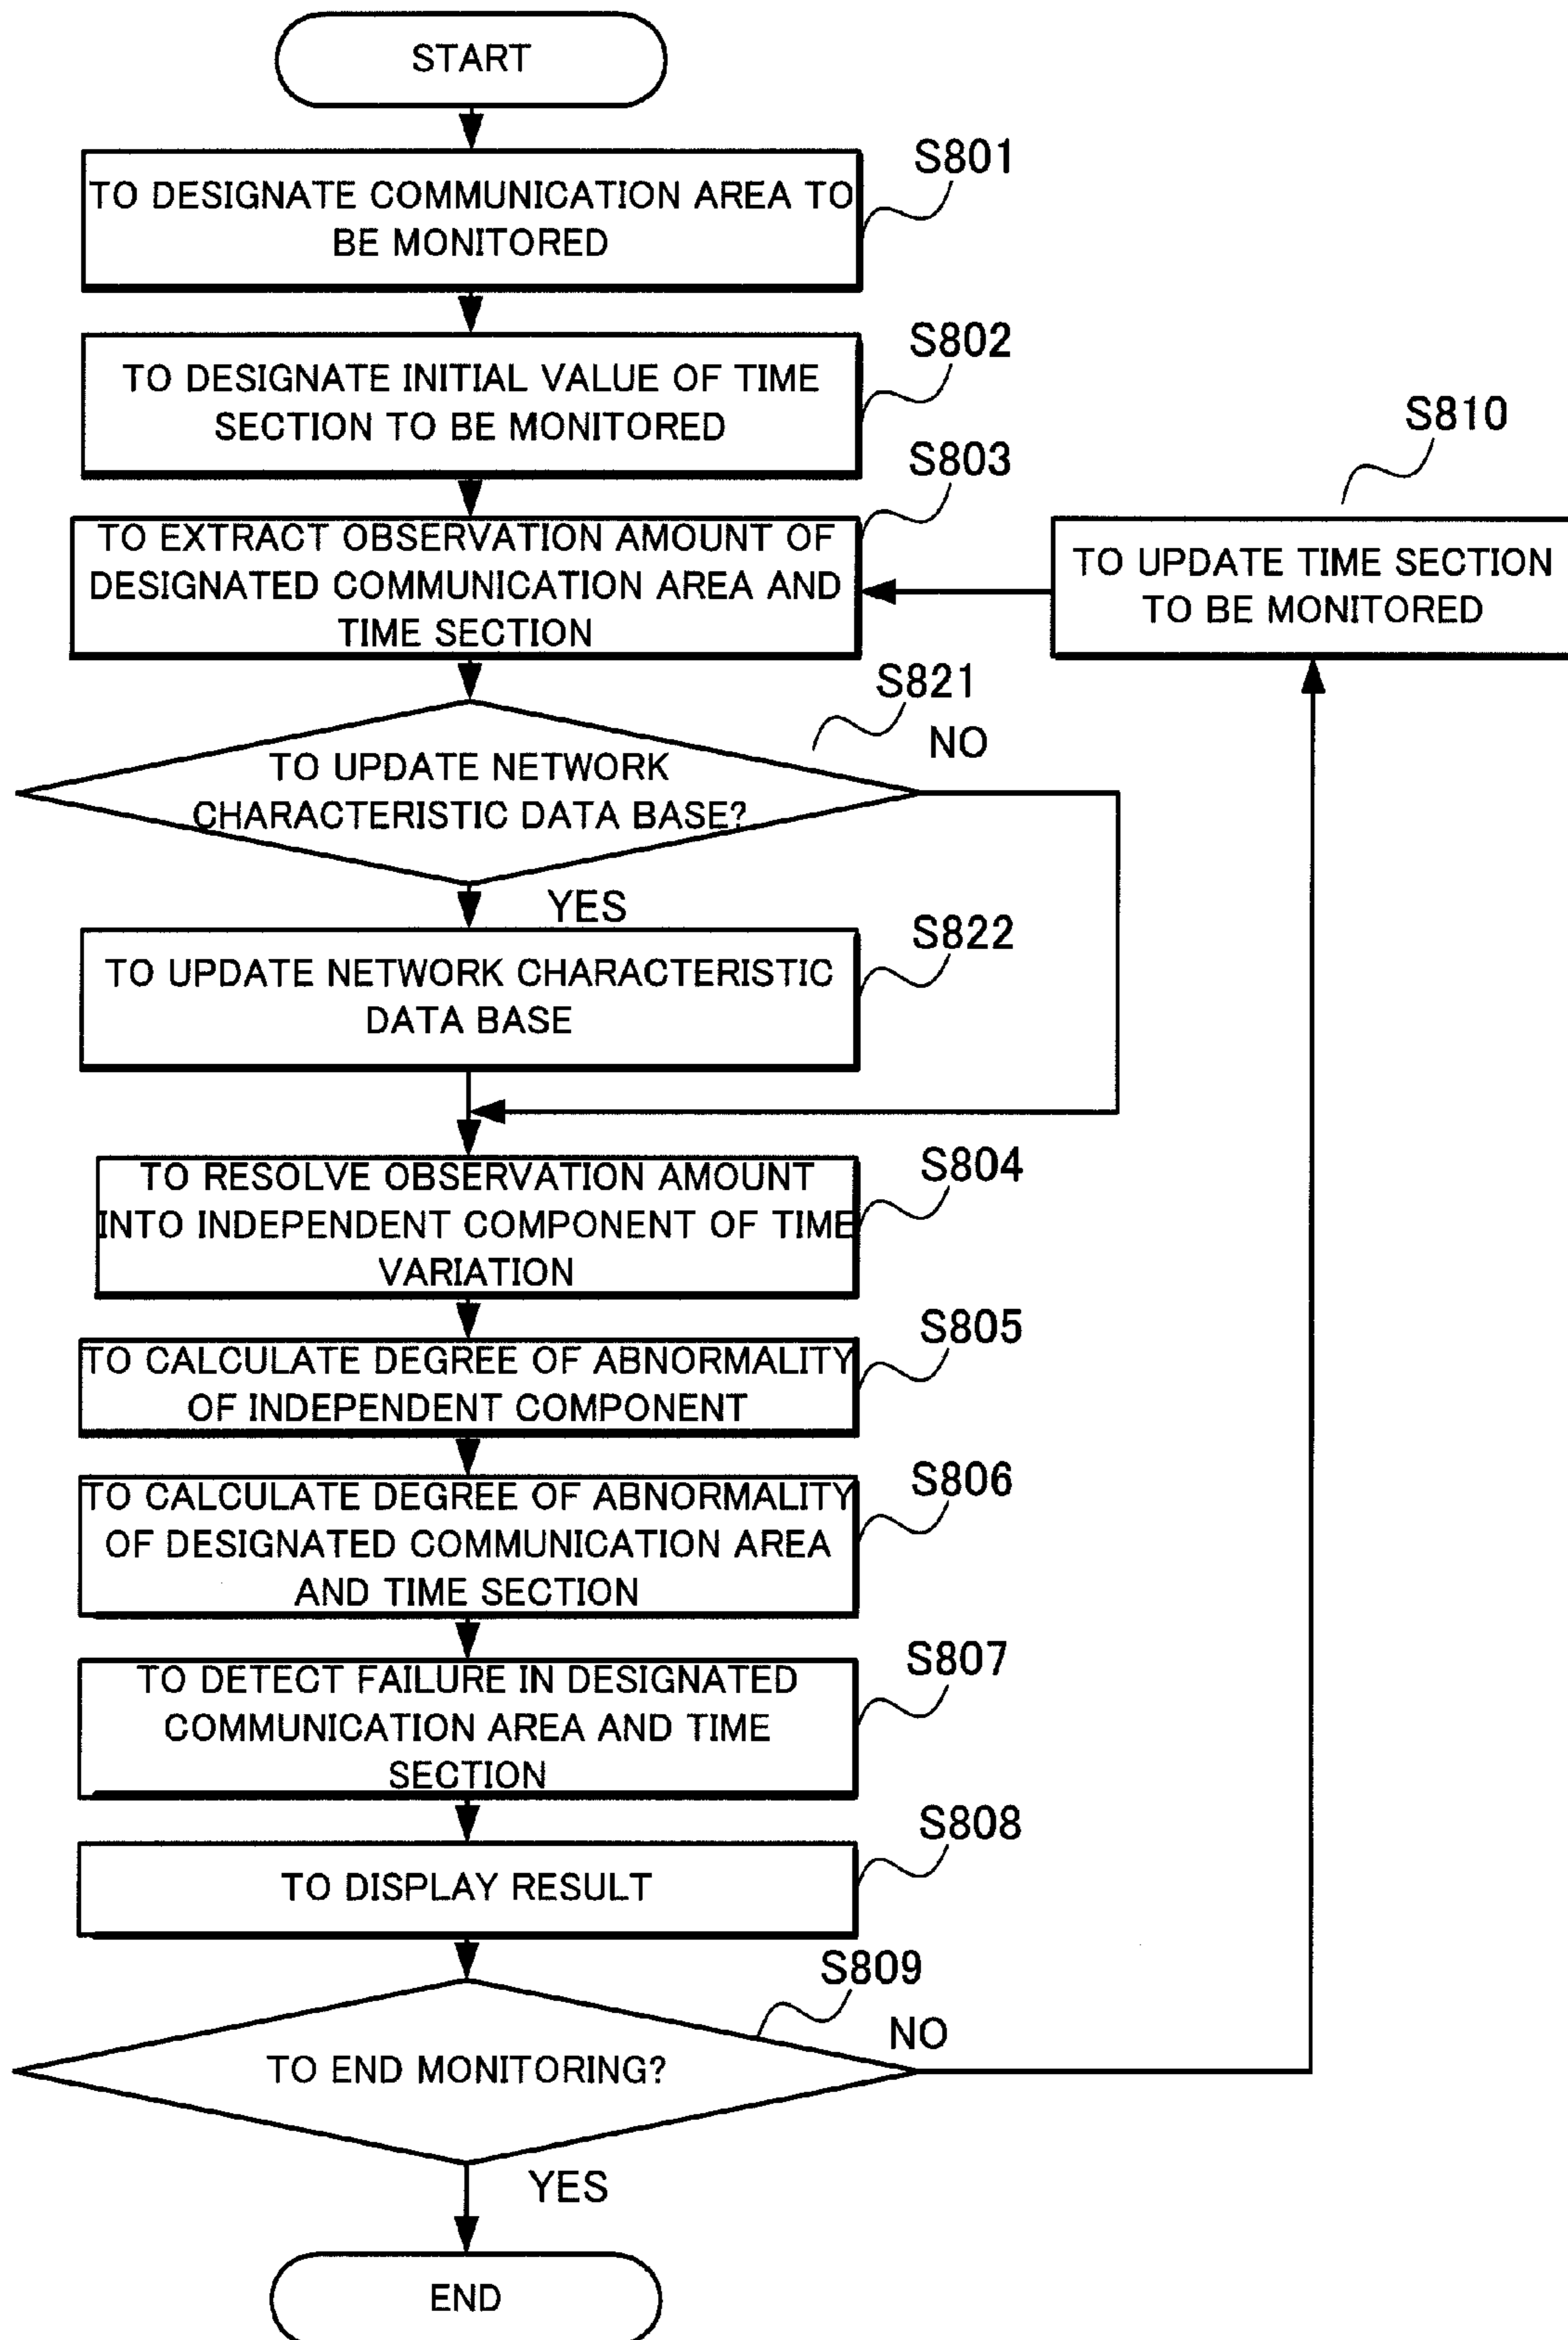 START
S801
TO DESIGNATE COMMUNICATION AREA TO
BE MONITORED
S802
TO DESIGNATE INITIAL VALUE OF TIME
SECTION TO BE MONITORED
S803
TO EXTRACT OBSERVATION AMOUNT OF
DESIGNATED COMMUNICATION AREA AND
TIME SECTION
S810
TO UPDATE TIME SECTION
TO BE MONITORED
S821
NO
TO UPDATE NETWORK
CHARACTERISTIC DATA BASE?
YES
S822
TO UPDATE NETWORK CHARACTERISTIC
DATA BASE
S804
TO RESOLVE OBSERVATION AMOUNT
INTO INDEPENDENT COMPONENT OF TIME
VARIATION
S805
TO CALCULATE DEGREE OF ABNORMALITY
OF INDEPENDENT COMPONENT
S806
TO CALCULATE DEGREE OF ABNORMALITY
OF DESIGNATED COMMUNICATION AREA
AND TIME SECTION
S807
TO DETECT FAILURE IN DESIGNATED
COMMUNICATION AREA AND TIME
SECTION
S808
TO DISPLAY RESULT
S809
NO
TO END MONITORING?
YES
END